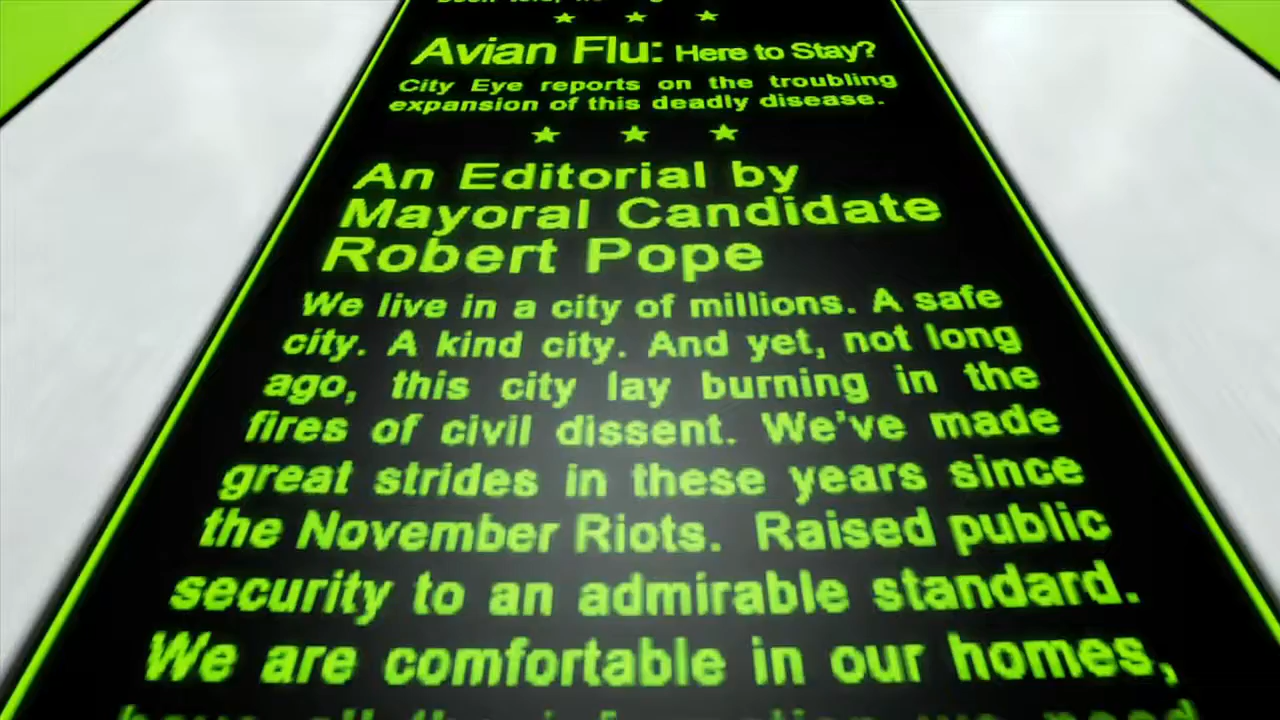 ★ ★ ★
Avian Flu: Here to Stay?
City Eye reports on the troubling
expansion of this deadly disease.
★ ★ ★
An Editorial by
Mayoral Candidate
Robert Pope
We live in a city of millions. A safe
city. A kind city. And yet, not long
ago, this city lay burning in the
fires of civil dissent. We've made
great strides in these years since
the November Riots. Raised public
security to an admirable standard.
We are comfortable in our homes,